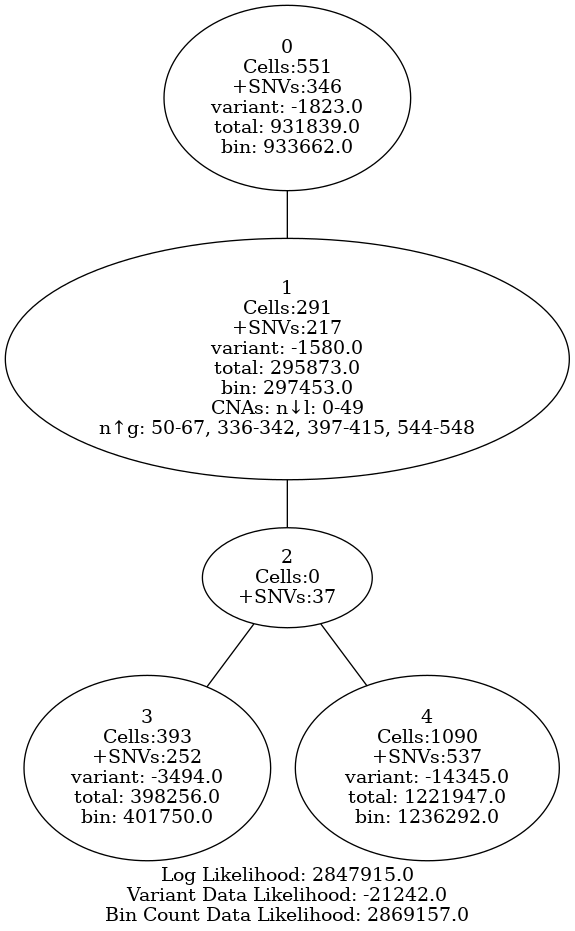 0
Cells:551
+SNVs:346
variant: -1823.0
total: 931839.0
bin: 933662.0
1
Cells:291
+SNVs:217
variant: -1580.0
total: 295873.0
bin: 297453.0
CNAs: n↓l: 0-49
n↑g: 50-67, 336-342, 397-415, 544-548
2
Cells:0
+SNVs:37
3
Cells:393
+SNVs:252
variant: -3494.0
total: 398256.0
bin: 401750.0
4
Cells:1090
+SNVs:537
variant: -14345.0
total: 1221947.0
bin: 1236292.0
Log Likelihood: 2847915.0
Variant Data Likelihood: -21242.0
Bin Count Data Likelihood: 2869157.0